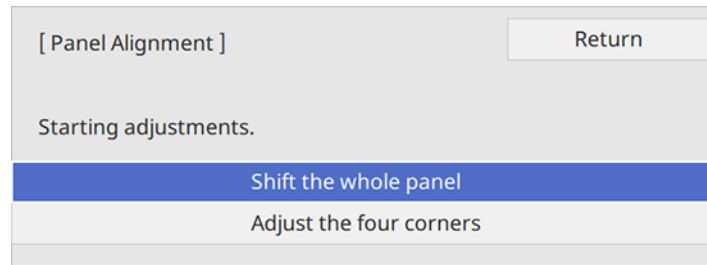 [ Panel Alignment ]
Return
Starting adjustments.
Shift the whole panel
Adjust the four corners